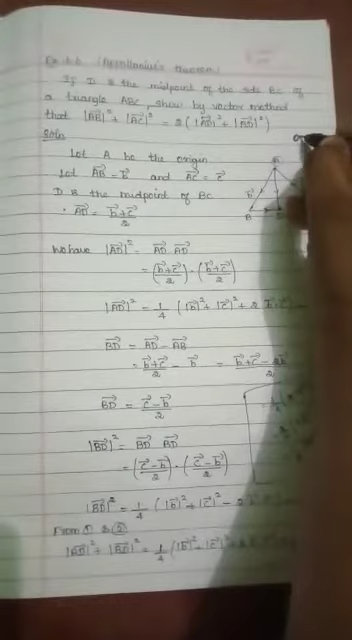 Ex 6.6 (Apollonius's theorem)
If D is the midpoint of the side BC of
a triangle ABC, show by vector method
that |AB|² + |AC|² = 2(|AD|² + |BD|²)
Soln
Let A be the origin
Let AB = b and AC = c
D is the midpoint of BC
∴ AD = (b+c)/2
We have |AD|² = AD · AD
= ((b+c)/2) · ((b+c)/2)
|AD|² = 1/4 (|b|² + |c|² + 2 b·c)
BD = AD − AB
= (b+c)/2 − b = (b+c−2b)/2
BD = (c−b)/2
|BD|² = BD · BD
= ((c−b)/2) · ((c−b)/2)
|BD|² = 1/4 (|b|² + |c|² − 2
From ① & ②
|AD|² + |BD|² = 1/4 (|b|² + |c|² +
b
B